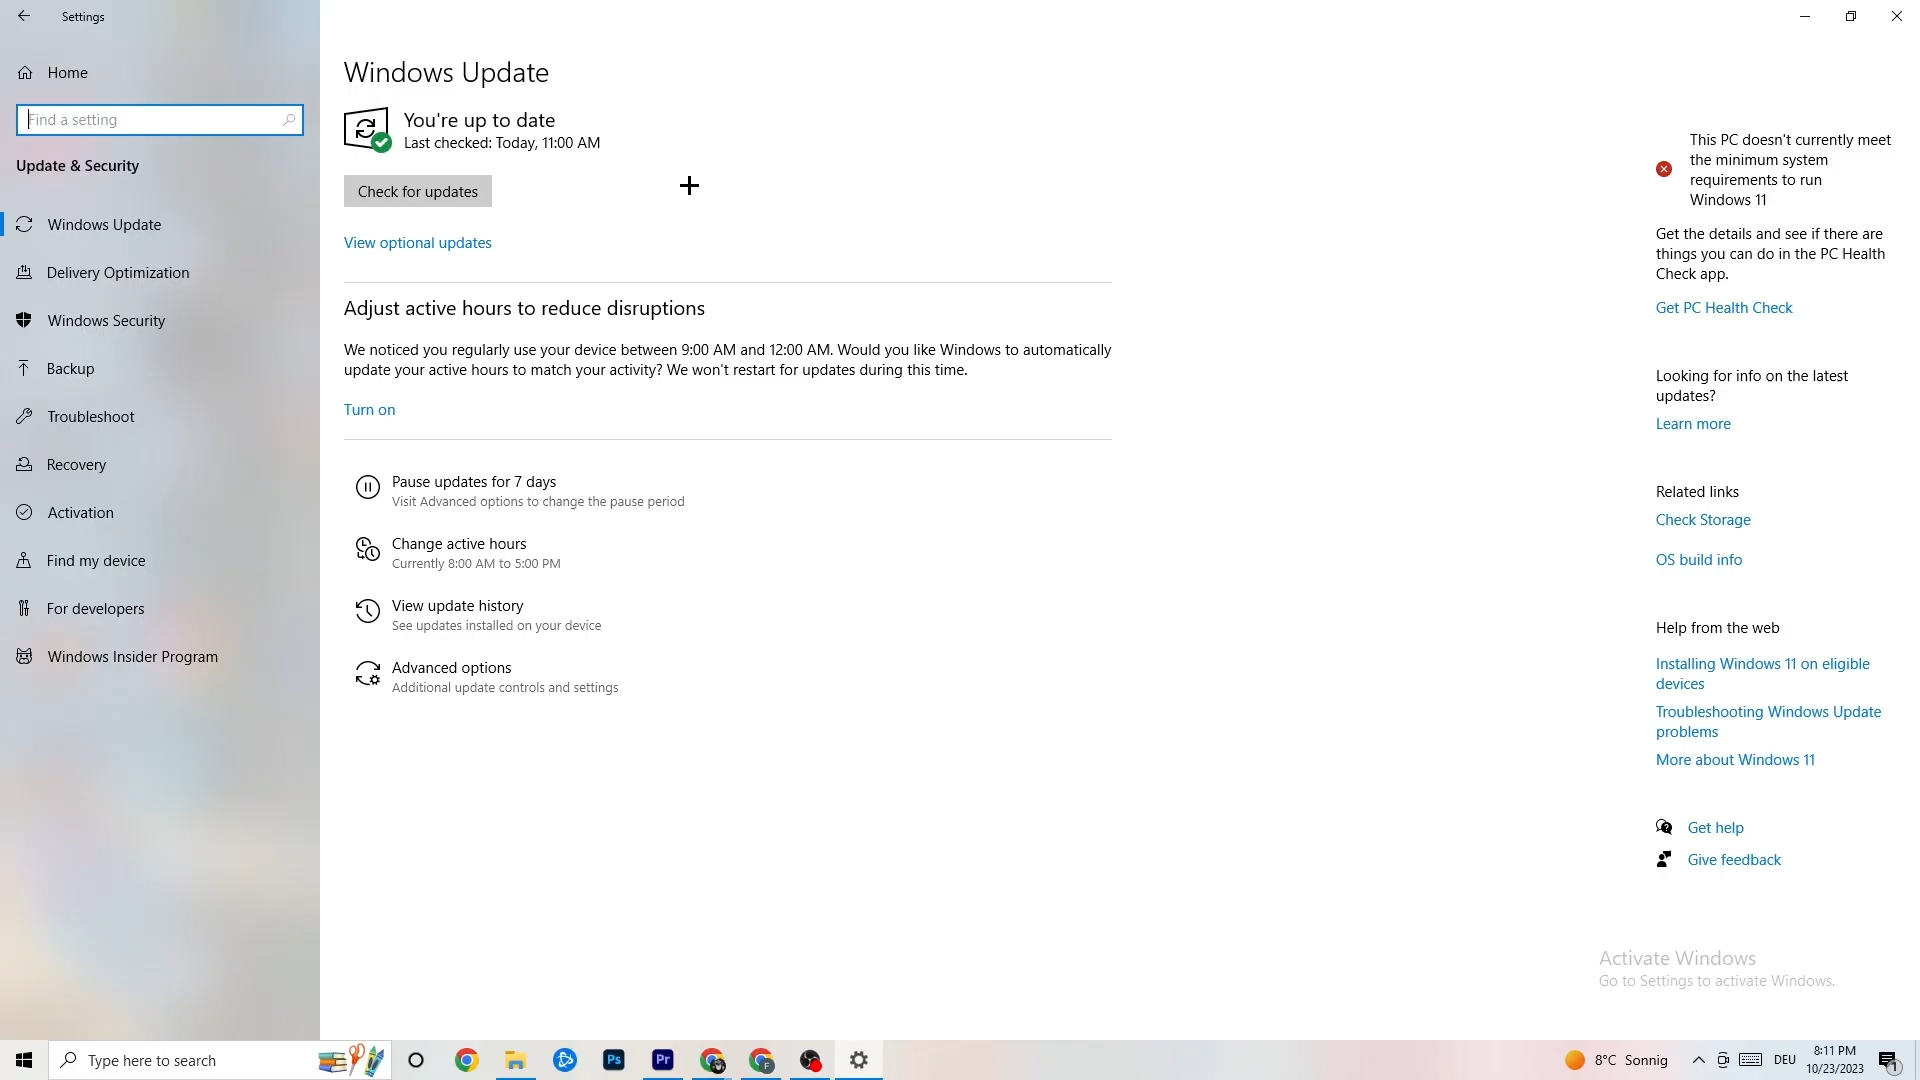 Settings
Home
Find a setting
Update & Security
Windows Update
Delivery Optimization
Windows Security
Backup
Troubleshoot
Recovery
Activation
Find my device
For developers
Windows Insider Program
Windows Update
You're up to date
Last checked: Today, 11:00 AM
Check for updates
View optional updates
Adjust active hours to reduce disruptions
We noticed you regularly use your device between 9:00 AM and 12:00 AM. Would you like Windows to automatically
update your active hours to match your activity? We won't restart for updates during this time.
Turn on
Pause updates for 7 days
Visit Advanced options to change the pause period
Change active hours
Currently 8:00 AM to 5:00 PM
View update history
See updates installed on your device
Advanced options
Additional update controls and settings
This PC doesn't currently meet
the minimum system
requirements to run
Windows 11
Get the details and see if there are
things you can do in the PC Health
Check app.
Get PC Health Check
Looking for info on the latest
updates?
Learn more
Related links
Check Storage
OS build info
Help from the web
Installing Windows 11 on eligible
devices
Troubleshooting Windows Update
problems
More about Windows 11
Get help
Give feedback
Activate Windows
Go to Settings to activate Windows.
Type here to search
Ps
Pr
F
8°C Sonnig
DEU
8:11 PM
10/23/2023
1